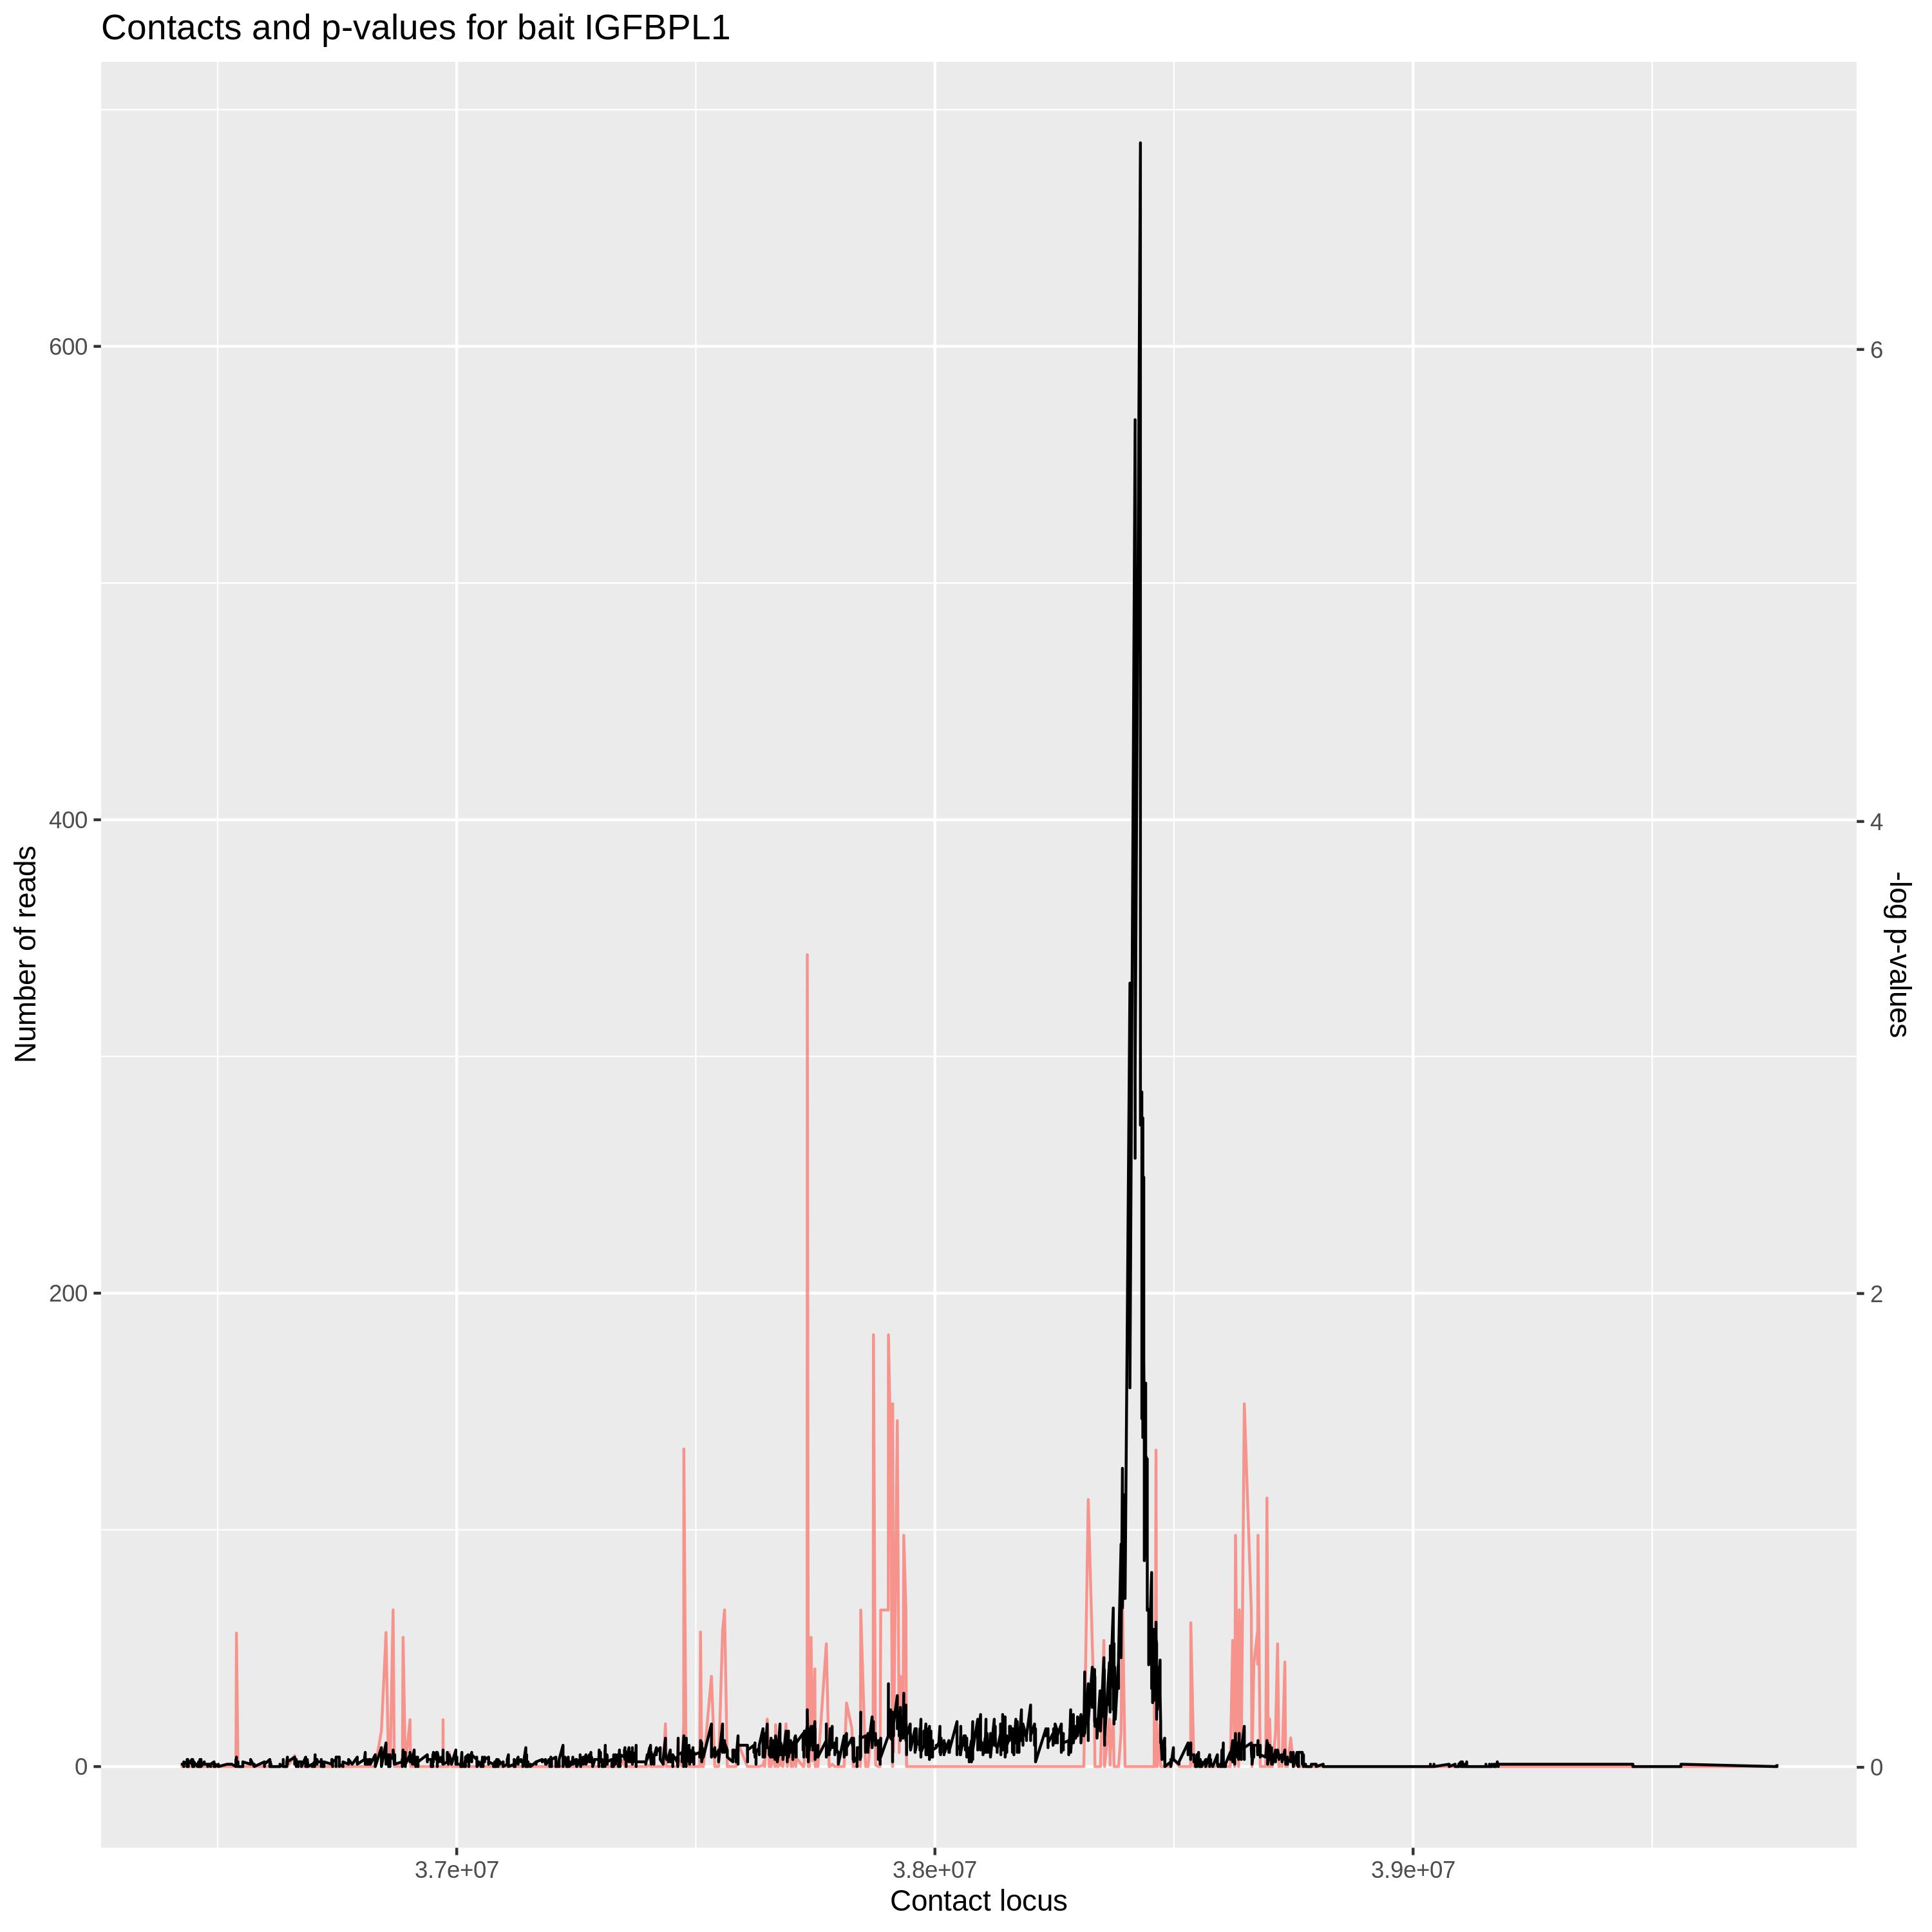 Contacts and p-values for bait IGFBPL1
600
400
200
0
Number of reads
6
4
2
0
-log p-values
3.7e+07
3.8e+07
3.9e+07
Contact locus